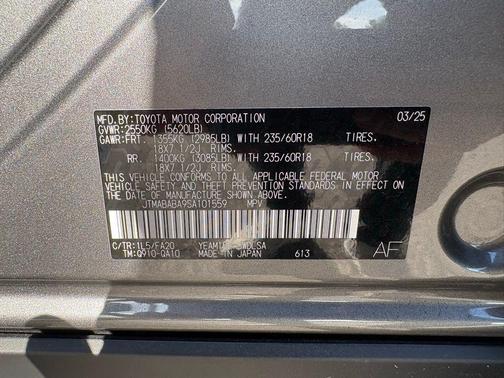 MFD.BY:TOYOTA MOTOR CORPORATION 03/25
GVWR:2550KG (5620LB)
GAWR:FRT. 1355KG (2985LB) WITH 235/60R18 TIRES.
18X7 1/2J RIMS.
RR. 1400KG (3085LB) WITH 235/60R18 TIRES.
18X7 1/2J RIMS.
THIS VEHICLE CONFORMS TO ALL APPLICABLE FEDERAL MOTOR
VEHICLE SAFETY AND THEFT PREVENTION STANDARDS IN EFFECT
ON THE DATE OF MANUFACTURE SHOWN ABOVE.
JTMABABA9SA101559 MPV
C/TR:1L5/FA20
TM:Q910-QA10 MADE IN JAPAN 613
AF